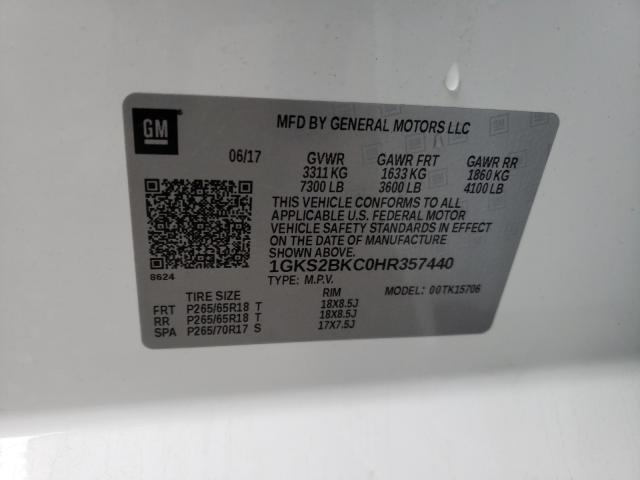 GM
MFD BY GENERAL MOTORS LLC
06/17 GVWR GAWR FRT GAWR RR
3311 KG 1633 KG 1860 KG
7300 LB 3600 LB 4100 LB
THIS VEHICLE CONFORMS TO ALL
APPLICABLE U.S. FEDERAL MOTOR
VEHICLE SAFETY STANDARDS IN EFFECT
ON THE DATE OF MANUFACTURE
SHOWN ABOVE.
8624
1GKS2BKC0HR357440
TYPE: M.P.V. MODEL: 00TK15706
TIRE SIZE RIM
FRT P265/65R18 T 18X8.5J
RR P265/65R18 T 18X8.5J
SPA P265/70R17 S 17X7.5J